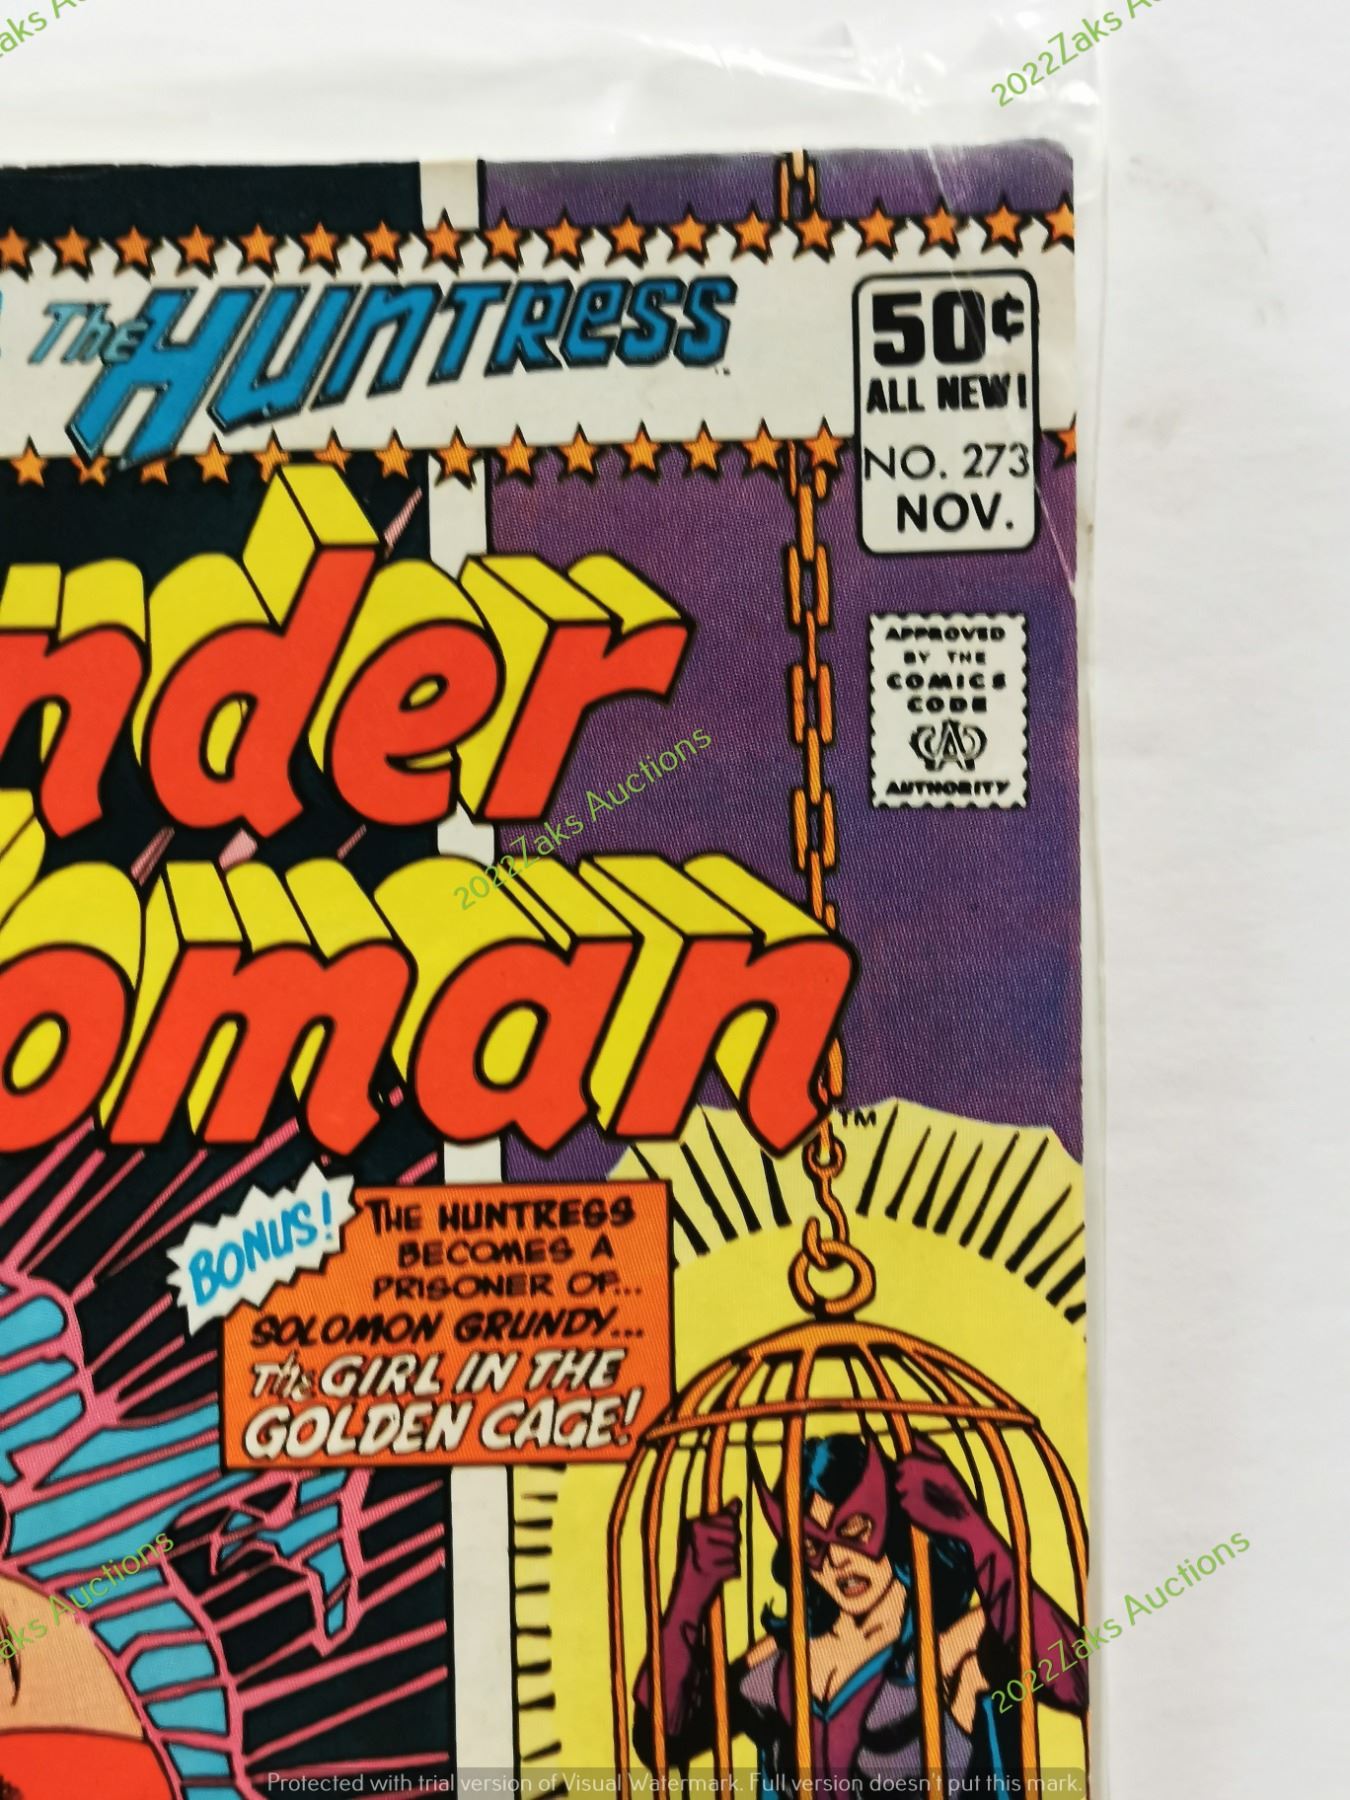 2022Zaks A
The HUNTRESS
50¢
ALL NEW!
NO. 273
NOV.
nder
oman
TM
APPROVED
BY THE
COMICS
CODE
CA
AUTHORITY
2022Zaks Auctions
BONUS!
THE HUNTRESS
BECOMES A
PRISONER OF...
SOLOMON GRUNDY...
The GIRL IN THE
GOLDEN CAGE!
aks Auctions
2022Zaks Auctions
Protected with trial version of Visual Watermark. Full version doesn't put this mark.